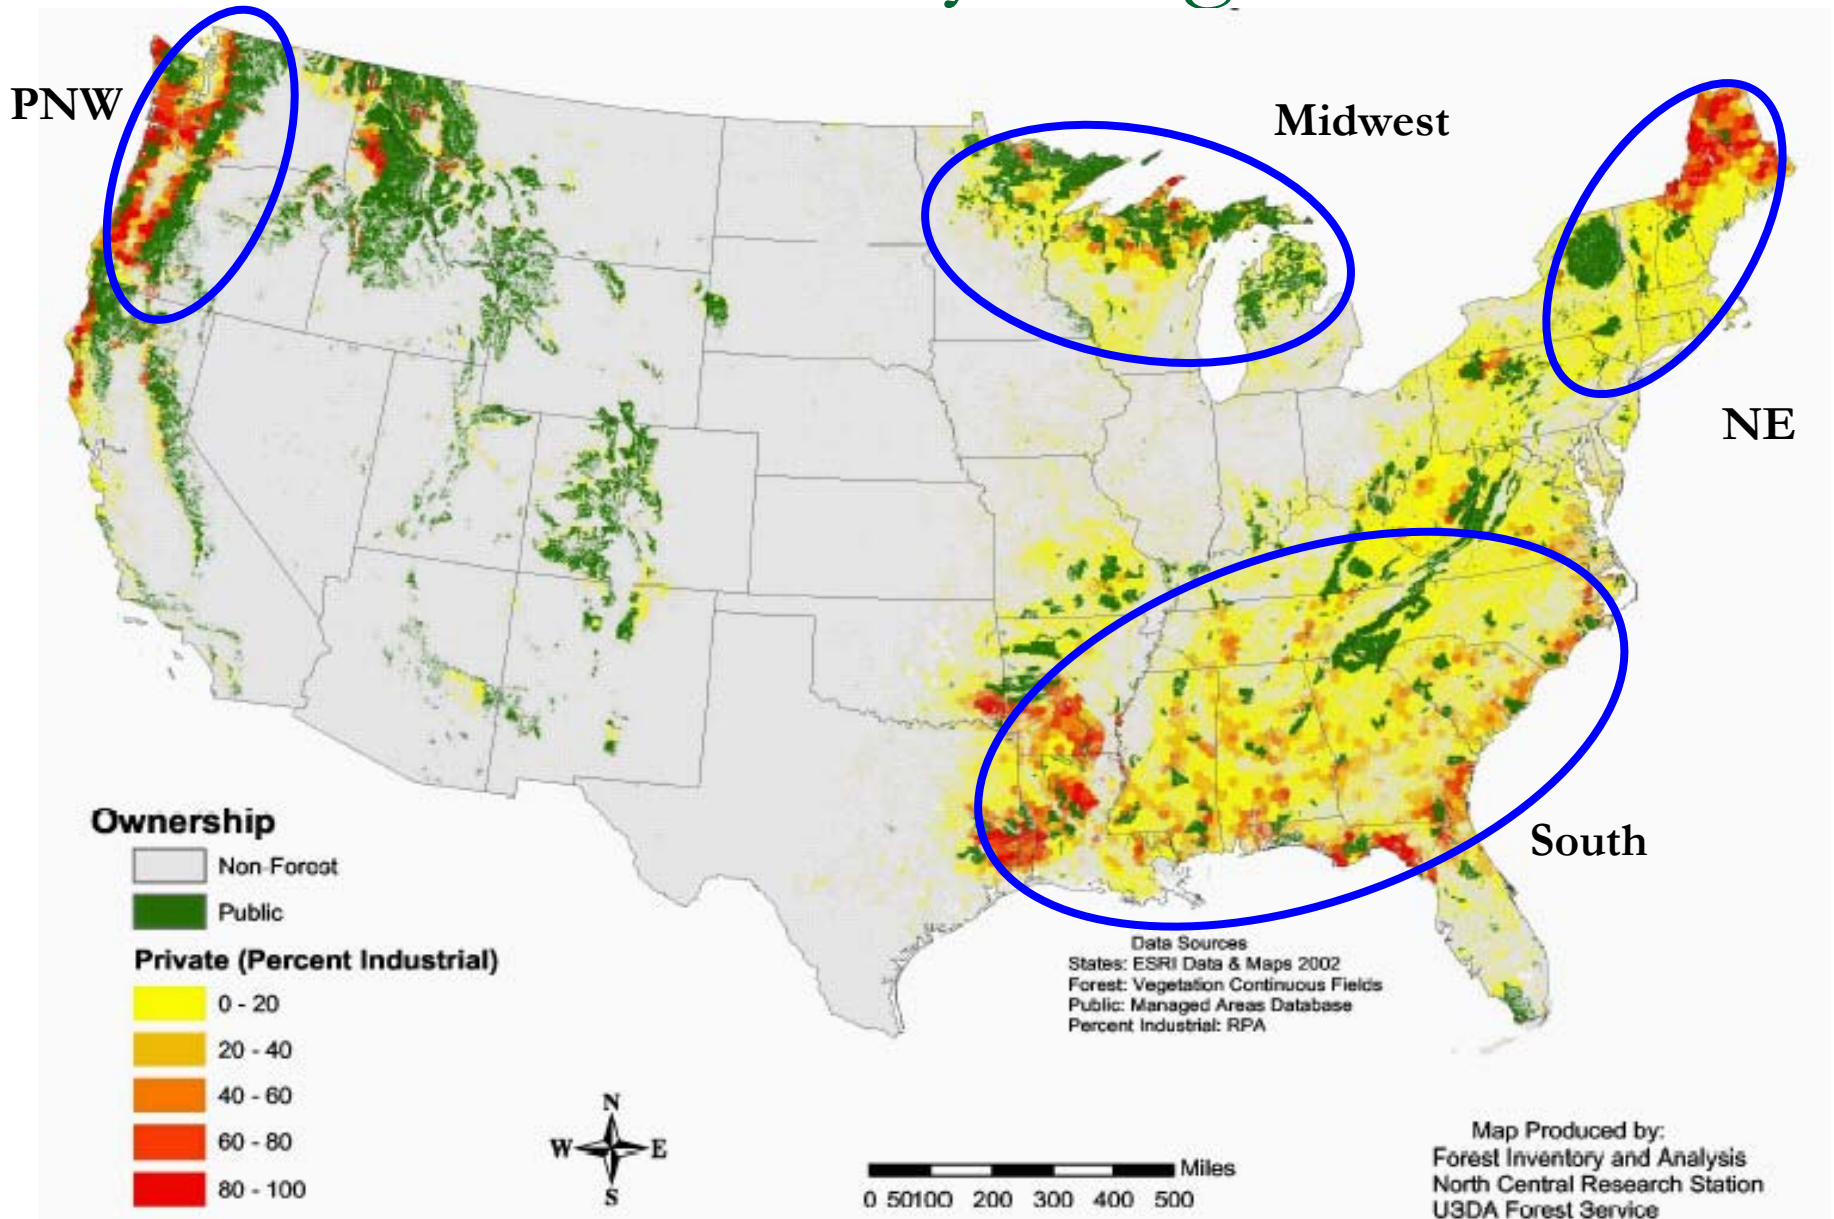 PNW
Midwest
NE
South
Ownership
Non-Forest
Public
Private (Percent Industrial)
0 - 20
20 - 40
40 - 60
60 - 80
80 - 100
N
W E
S
Data Sources
States: ESRI Data & Maps 2002
Forest: Vegetation Continuous Fields
Public: Managed Areas Database
Percent Industrial: RPA
Miles
0 50100 200 300 400 500
Map Produced by:
Forest Inventory and Analysis
North Central Research Station
USDA Forest Service